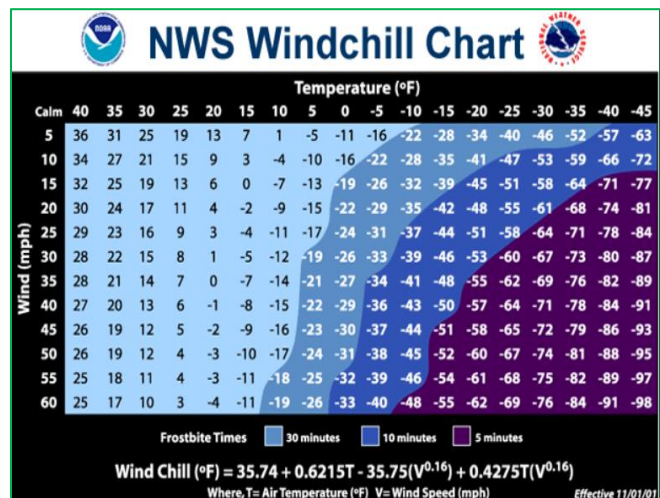 NOAA
NWS Windchill Chart
NATIONAL WEATHER SERVICE
Temperature (ºF)
Calm 40 35 30 25 20 15 10 5 0 -5 -10 -15 -20 -25 -30 -35 -40 -45
Wind (mph)
5 36 31 25 19 13 7 1 -5 -11 -16 -22 -28 -34 -40 -46 -52 -57 -63
10 34 27 21 15 9 3 -4 -10 -16 -22 -28 -35 -41 -47 -53 -59 -66 -72
15 32 25 19 13 6 0 -7 -13 -19 -26 -32 -39 -45 -51 -58 -64 -71 -77
20 30 24 17 11 4 -2 -9 -15 -22 -29 -35 -42 -48 -55 -61 -68 -74 -81
25 29 23 16 9 3 -4 -11 -17 -24 -31 -37 -44 -51 -58 -64 -71 -78 -84
30 28 22 15 8 1 -5 -12 -19 -26 -33 -39 -46 -53 -60 -67 -73 -80 -87
35 28 21 14 7 0 -7 -14 -21 -27 -34 -41 -48 -55 -62 -69 -76 -82 -89
40 27 20 13 6 -1 -8 -15 -22 -29 -36 -43 -50 -57 -64 -71 -78 -84 -91
45 26 19 12 5 -2 -9 -16 -23 -30 -37 -44 -51 -58 -65 -72 -79 -86 -93
50 26 19 12 4 -3 -10 -17 -24 -31 -38 -45 -52 -60 -67 -74 -81 -88 -95
55 25 18 11 4 -3 -11 -18 -25 -32 -39 -46 -54 -61 -68 -75 -82 -89 -97
60 25 17 10 3 -4 -11 -19 -26 -33 -40 -48 -55 -62 -69 -76 -84 -91 -98
Frostbite Times 30 minutes 10 minutes 5 minutes
Wind Chill (ºF) = 35.74 + 0.6215T - 35.75(V0.16) + 0.4275T(V0.16)
Where, T= Air Temperature (ºF) V= Wind Speed (mph)
Effective 11/01/01